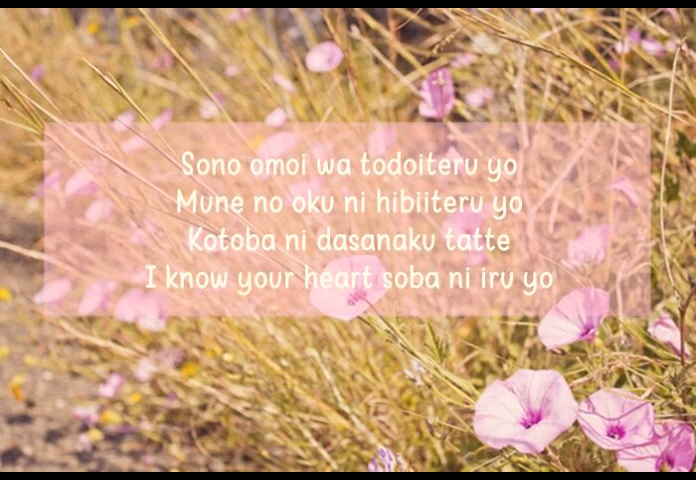 Sono omoi wa todoiteru yo
Mune no oku ni hibiiteru yo
Kotoba ni dasanaku tatte
I know your heart soba ni iru yo